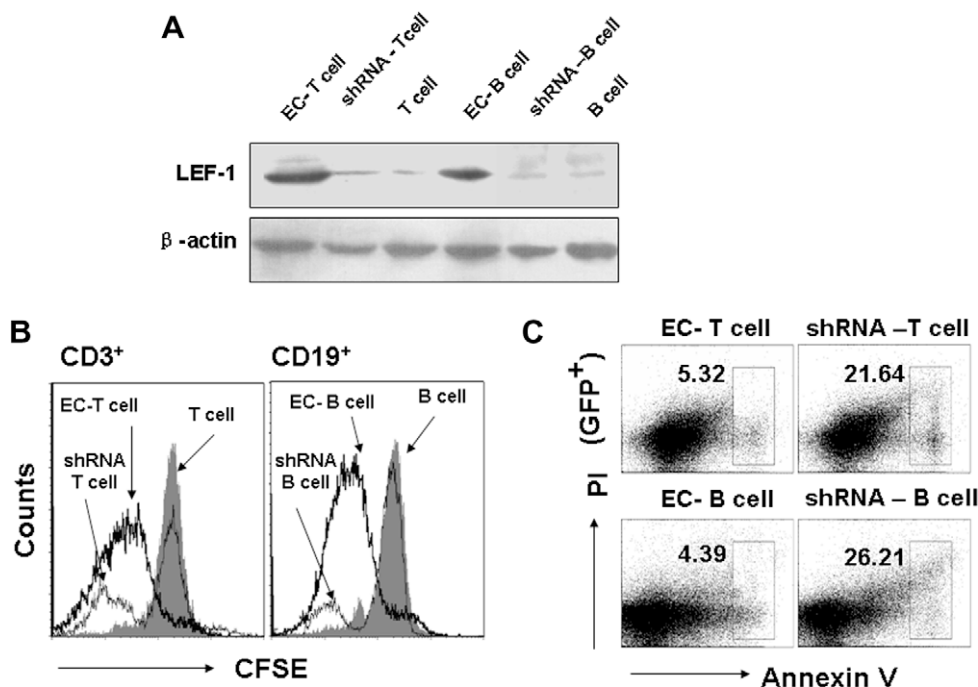 A
EC- T cell
shRNA - Tcell
T cell
EC- B cell
shRNA –B cell
B cell
LEF-1
β -actin
B
CD3+
CD19+
EC-T cell
T cell
shRNA
T cell
EC- B cell
B cell
shRNA
B cell
Counts
CFSE
C
EC- T cell
shRNA –T cell
5.32
21.64
EC- B cell
shRNA – B cell
4.39
26.21
PI (GFP+)
Annexin V